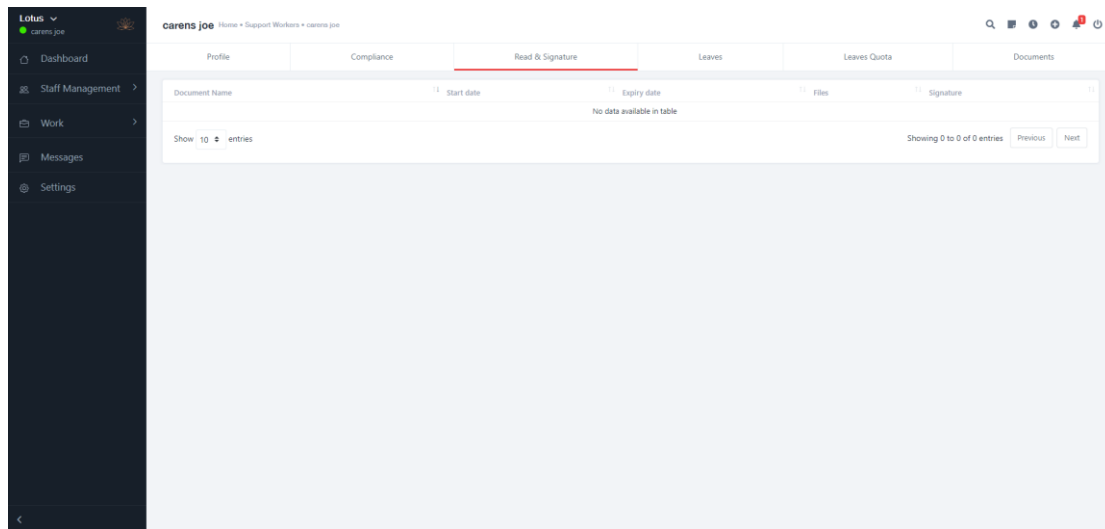 Lotus
carens joe
Dashboard
Staff Management
Work
Messages
Settings
carens joe Home • Support Workers • carens joe
1
Profile Compliance Read & Signature Leaves Leaves Quota Documents
Document Name Start date Expiry date Files Signature
No data available in table
Show 10 entries
Showing 0 to 0 of 0 entries Previous Next